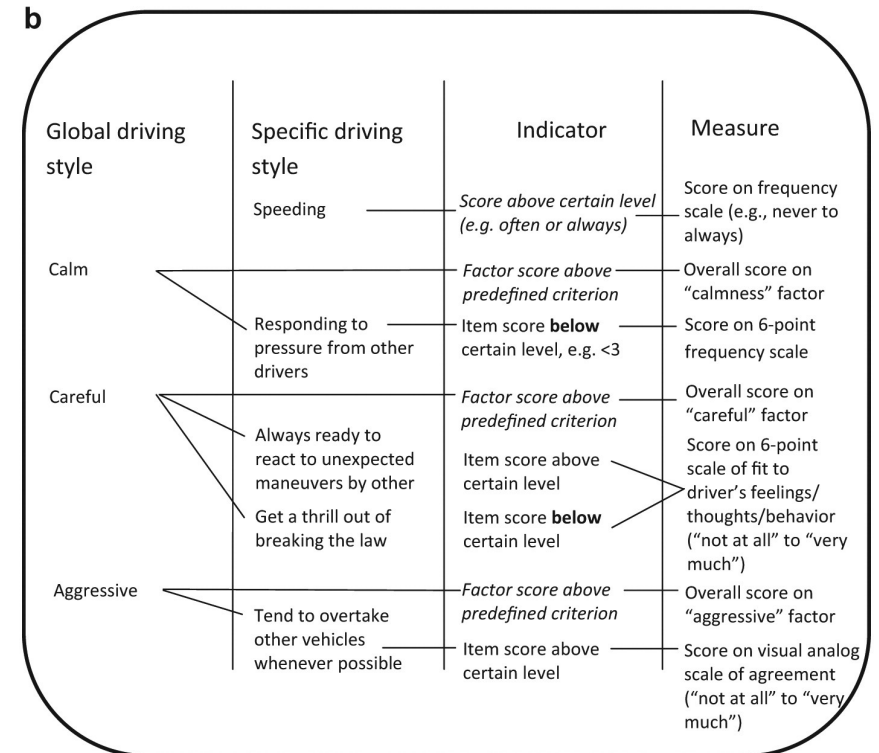 b
Global driving
style
Specific driving
style
Indicator
Measure
Speeding
Score above certain level
(e.g. often or always)
Score on frequency
scale (e.g., never to
always)
Calm
Factor score above
predefined criterion
Overall score on
“calmness” factor
Responding to
pressure from other
drivers
Item score below
certain level, e.g. <3
Score on 6-point
frequency scale
Careful
Factor score above
predefined criterion
Overall score on
“careful” factor
Always ready to
react to unexpected
maneuvers by other
Item score above
certain level
Get a thrill out of
breaking the law
Item score below
certain level
Score on 6-point
scale of fit to
driver’s feelings/
thoughts/behavior
(“not at all” to “very
much”)
Aggressive
Factor score above
predefined criterion
Overall score on
“aggressive” factor
Tend to overtake
other vehicles
whenever possible
Item score above
certain level
Score on visual analog
scale of agreement
(“not at all” to “very
much”)